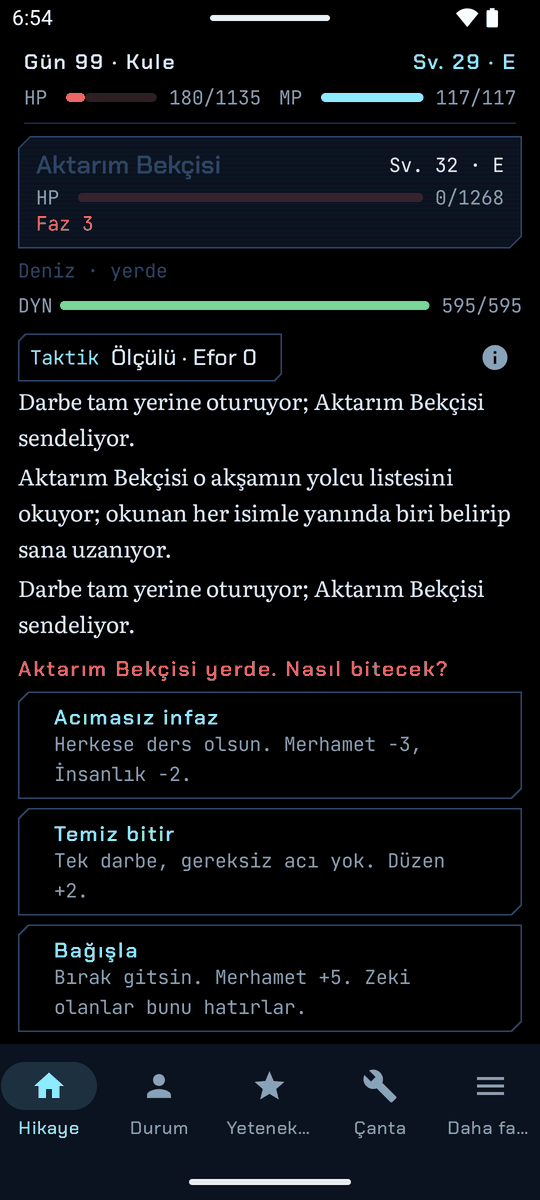 6:54
Gün 99 · Kule
Sv. 29 · E
HP 180/1135 MP 117/117
Aktarım Bekçisi
Sv. 32 · E
HP 0/1268
Faz 3
Deniz · yerde
DYN 595/595
Taktik Ölçülü · Efor 0
Darbe tam yerine oturuyor; Aktarım Bekçisi
sendeliyor.
Aktarım Bekçisi o akşamın yolcu listesini
okuyor; okunan her isimle yanında biri belirip
sana uzanıyor.
Darbe tam yerine oturuyor; Aktarım Bekçisi
sendeliyor.
Aktarım Bekçisi yerde. Nasıl bitecek?
Acımasız infaz
Herkese ders olsun. Merhamet -3,
İnsanlık -2.
Temiz bitir
Tek darbe, gereksiz acı yok. Düzen
+2.
Bağışla
Bırak gitsin. Merhamet +5. Zeki
olanlar bunu hatırlar.
Hikaye
Durum
Yetenek…
Çanta
Daha fa…